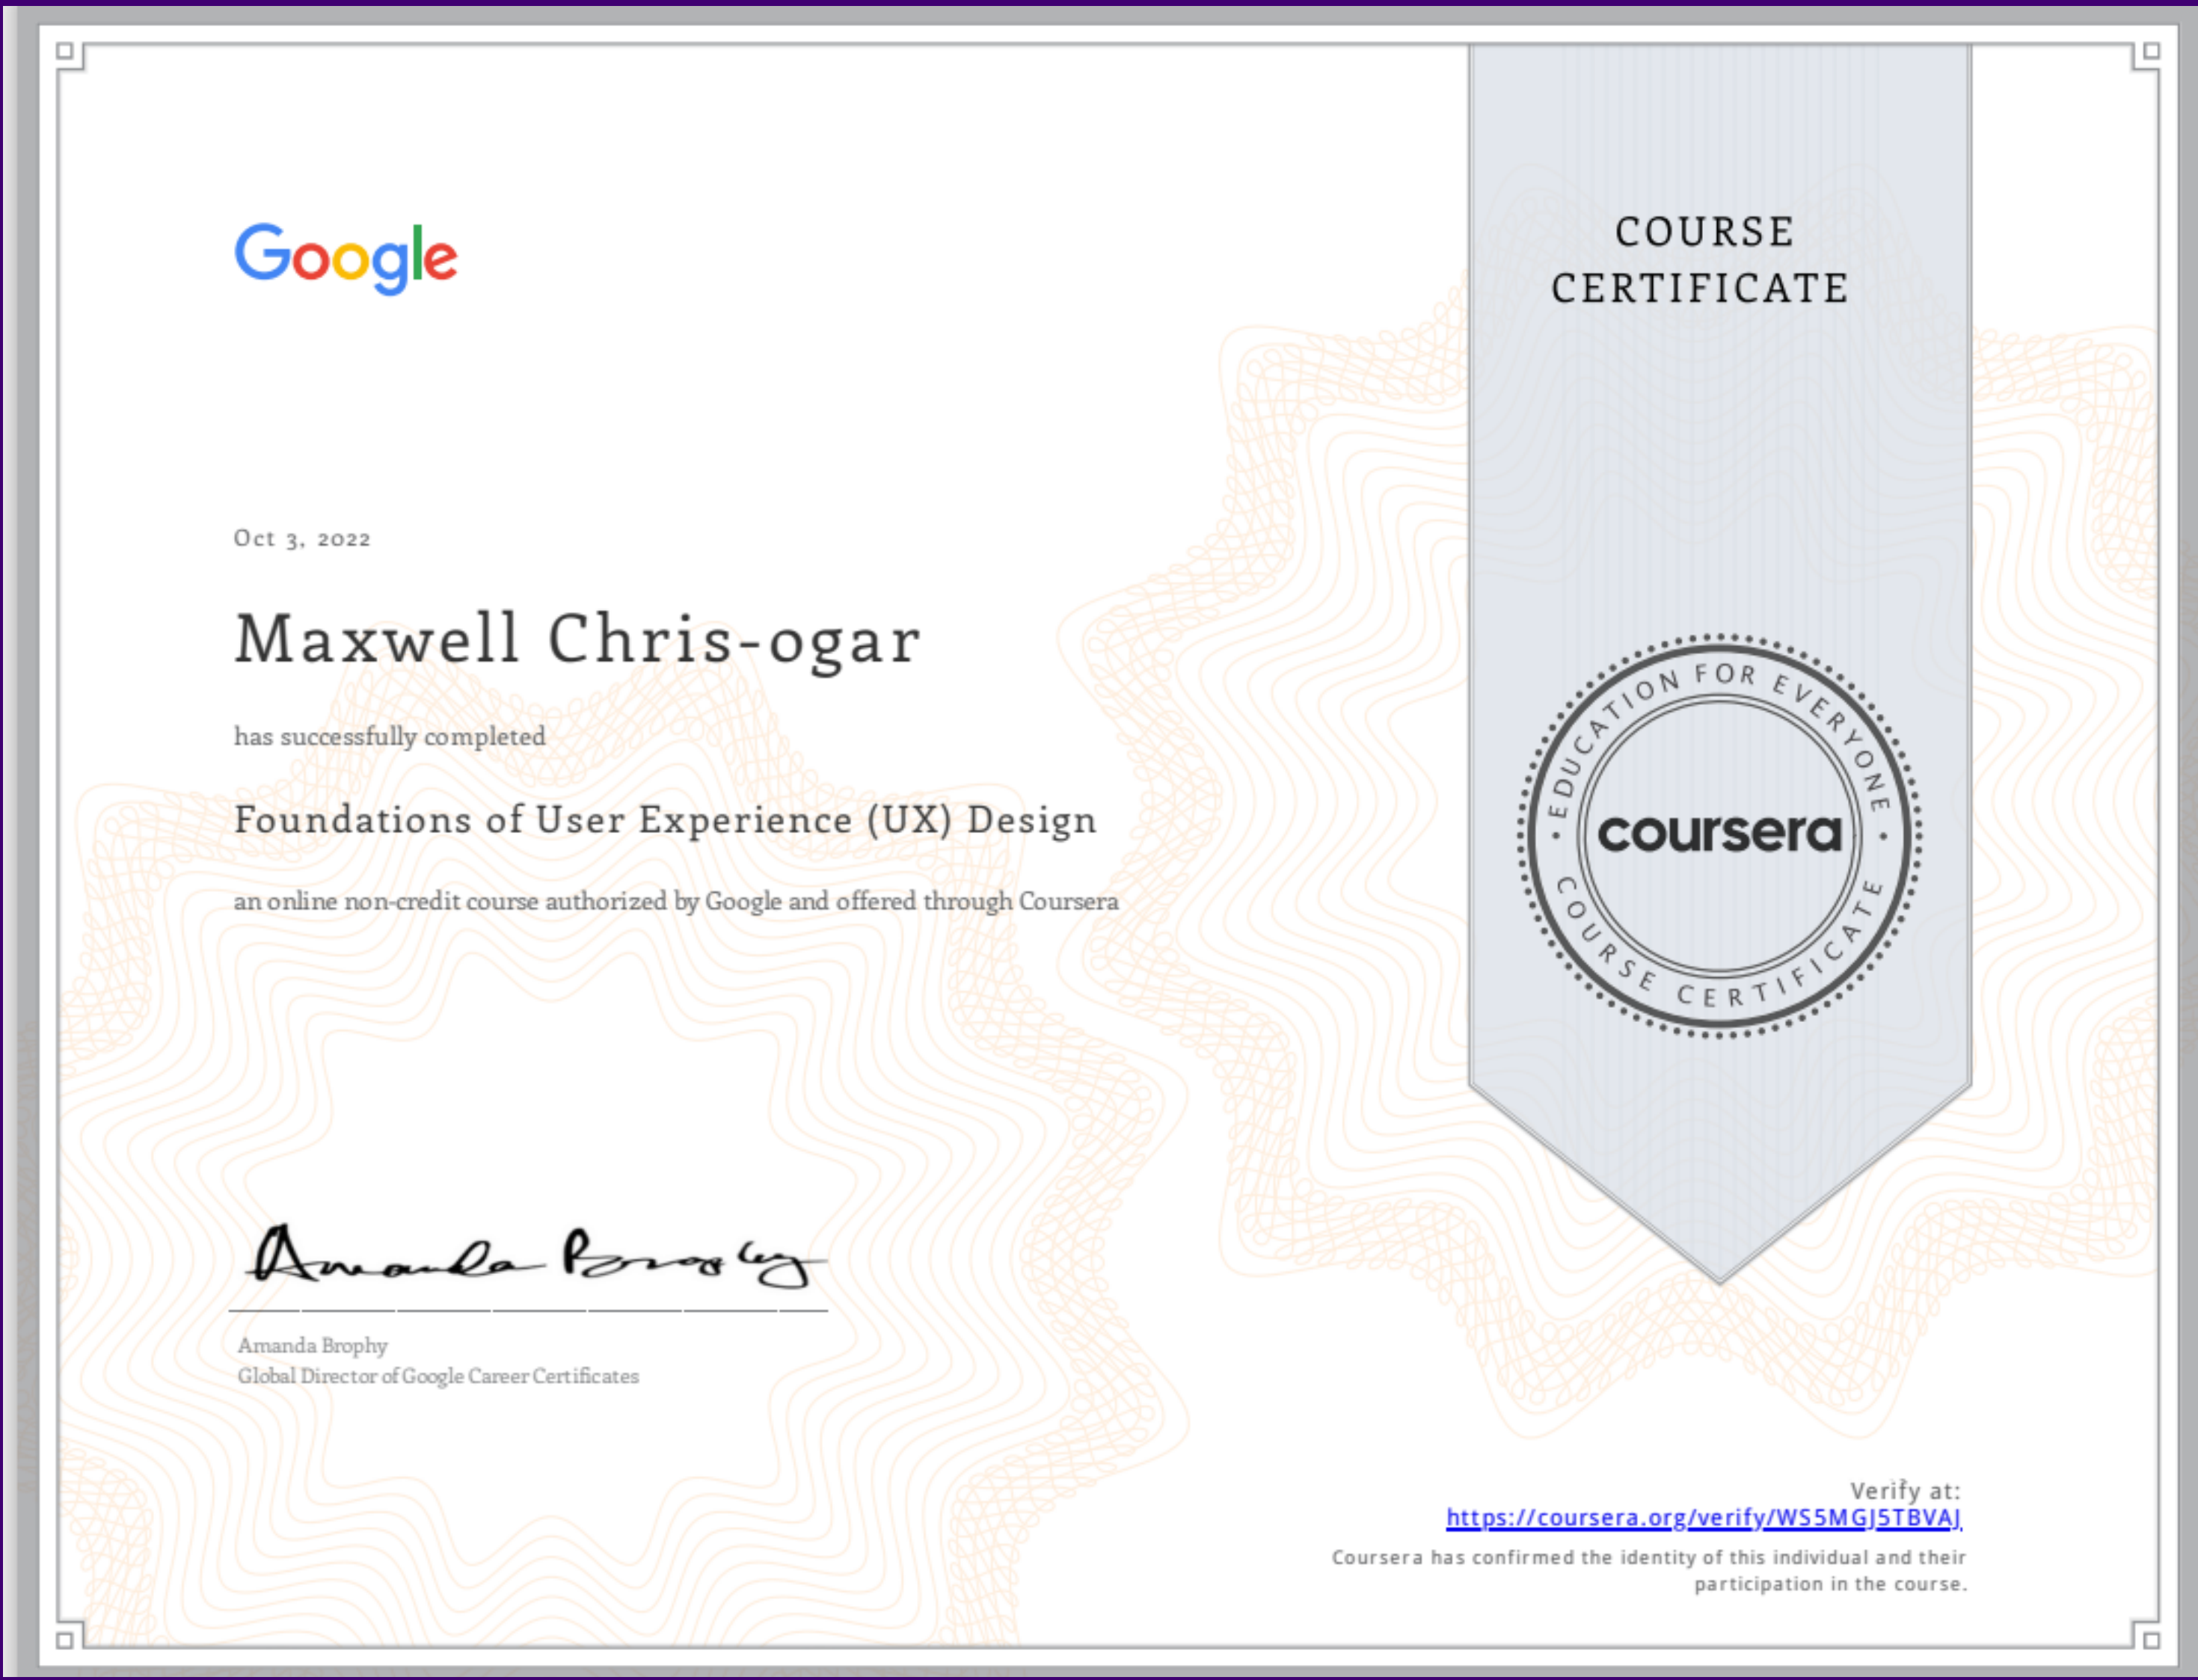 Google
COURSE
CERTIFICATE
Oct 3, 2022
Maxwell Chris-ogar
has successfully completed
Foundations of User Experience (UX) Design
an online non-credit course authorized by Google and offered through Coursera
EDUCATION FOR EVERYONE
coursera
COURSE CERTIFICATE
Amanda Brophy
Amanda Brophy
Global Director of Google Career Certificates
Verify at:
https://coursera.org/verify/WS5MGJ5TBVAJ
Coursera has confirmed the identity of this individual and their
participation in the course.